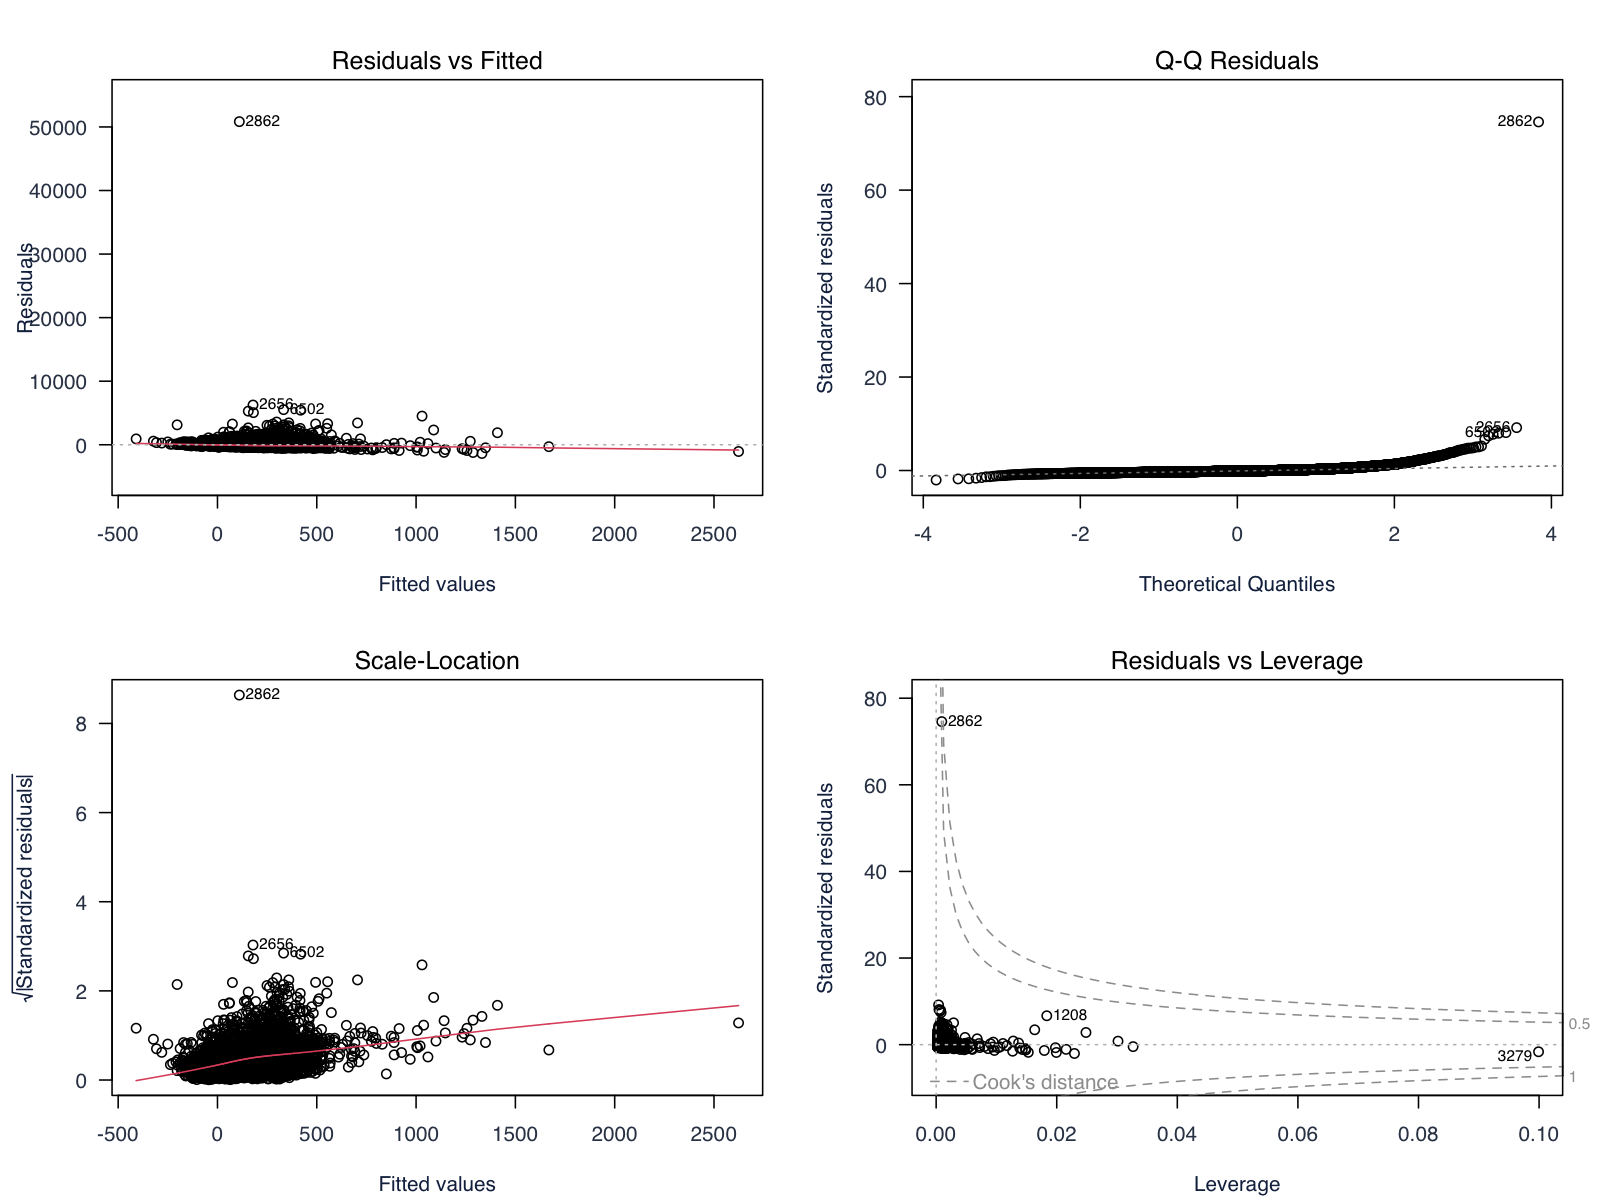 Residuals vs Fitted
Residuals
50000
40000
30000
20000
10000
0
2862
2656
6502
-500 0 500 1000 1500 2000 2500
Fitted values
Q-Q Residuals
Standardized residuals
80
60
40
20
0
2862
2656
-4 -2 0 2 4
Theoretical Quantiles
Scale-Location
√|Standardized residuals|
8
6
4
2
0
2862
2656
6502
-500 0 500 1000 1500 2000 2500
Fitted values
Residuals vs Leverage
Standardized residuals
80
60
40
20
0
2862
1208
3279
0.5
1
Cook's distance
0.00 0.02 0.04 0.06 0.08 0.10
Leverage